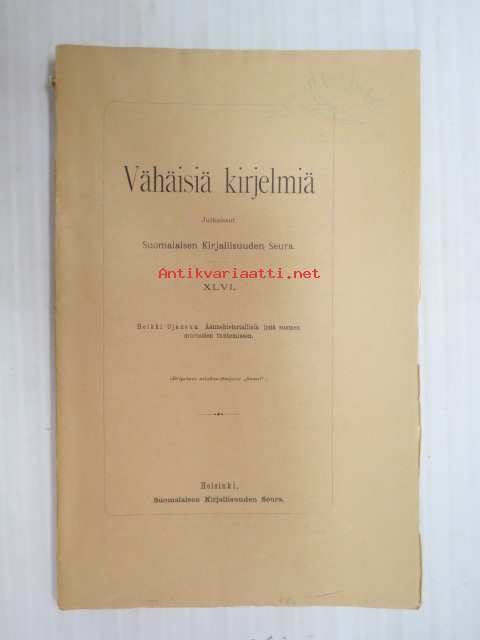 Vähäisiä kirjelmiä
Julkaissut
Suomalaisen Kirjallisuuden Seura.
Antikvariaatti.net
XLVI.
Heikki Ojansuu Äännehistoriallisia lisiä suomen
murteiden tuntemiseen.
Helsinki,
Suomalaisen Kirjallisuuden Seura.